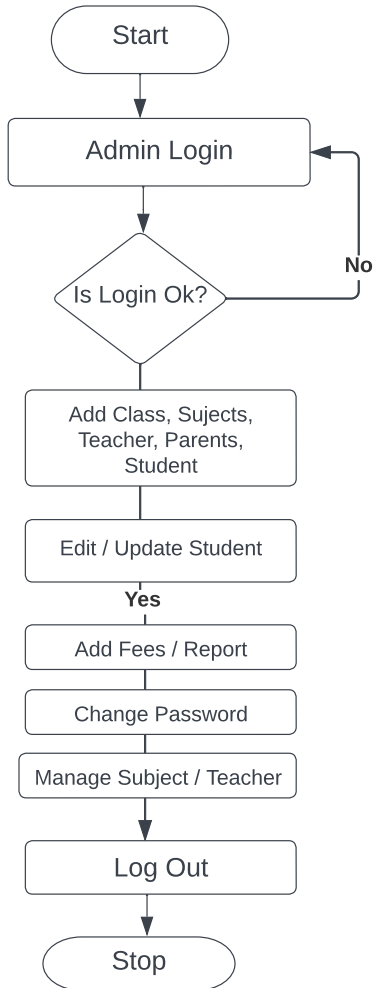 Start
Admin Login
Is Login Ok?
No
Add Class, Sujects,
Teacher, Parents,
Student
Edit / Update Student
Yes
Add Fees / Report
Change Password
Manage Subject / Teacher
Log Out
Stop